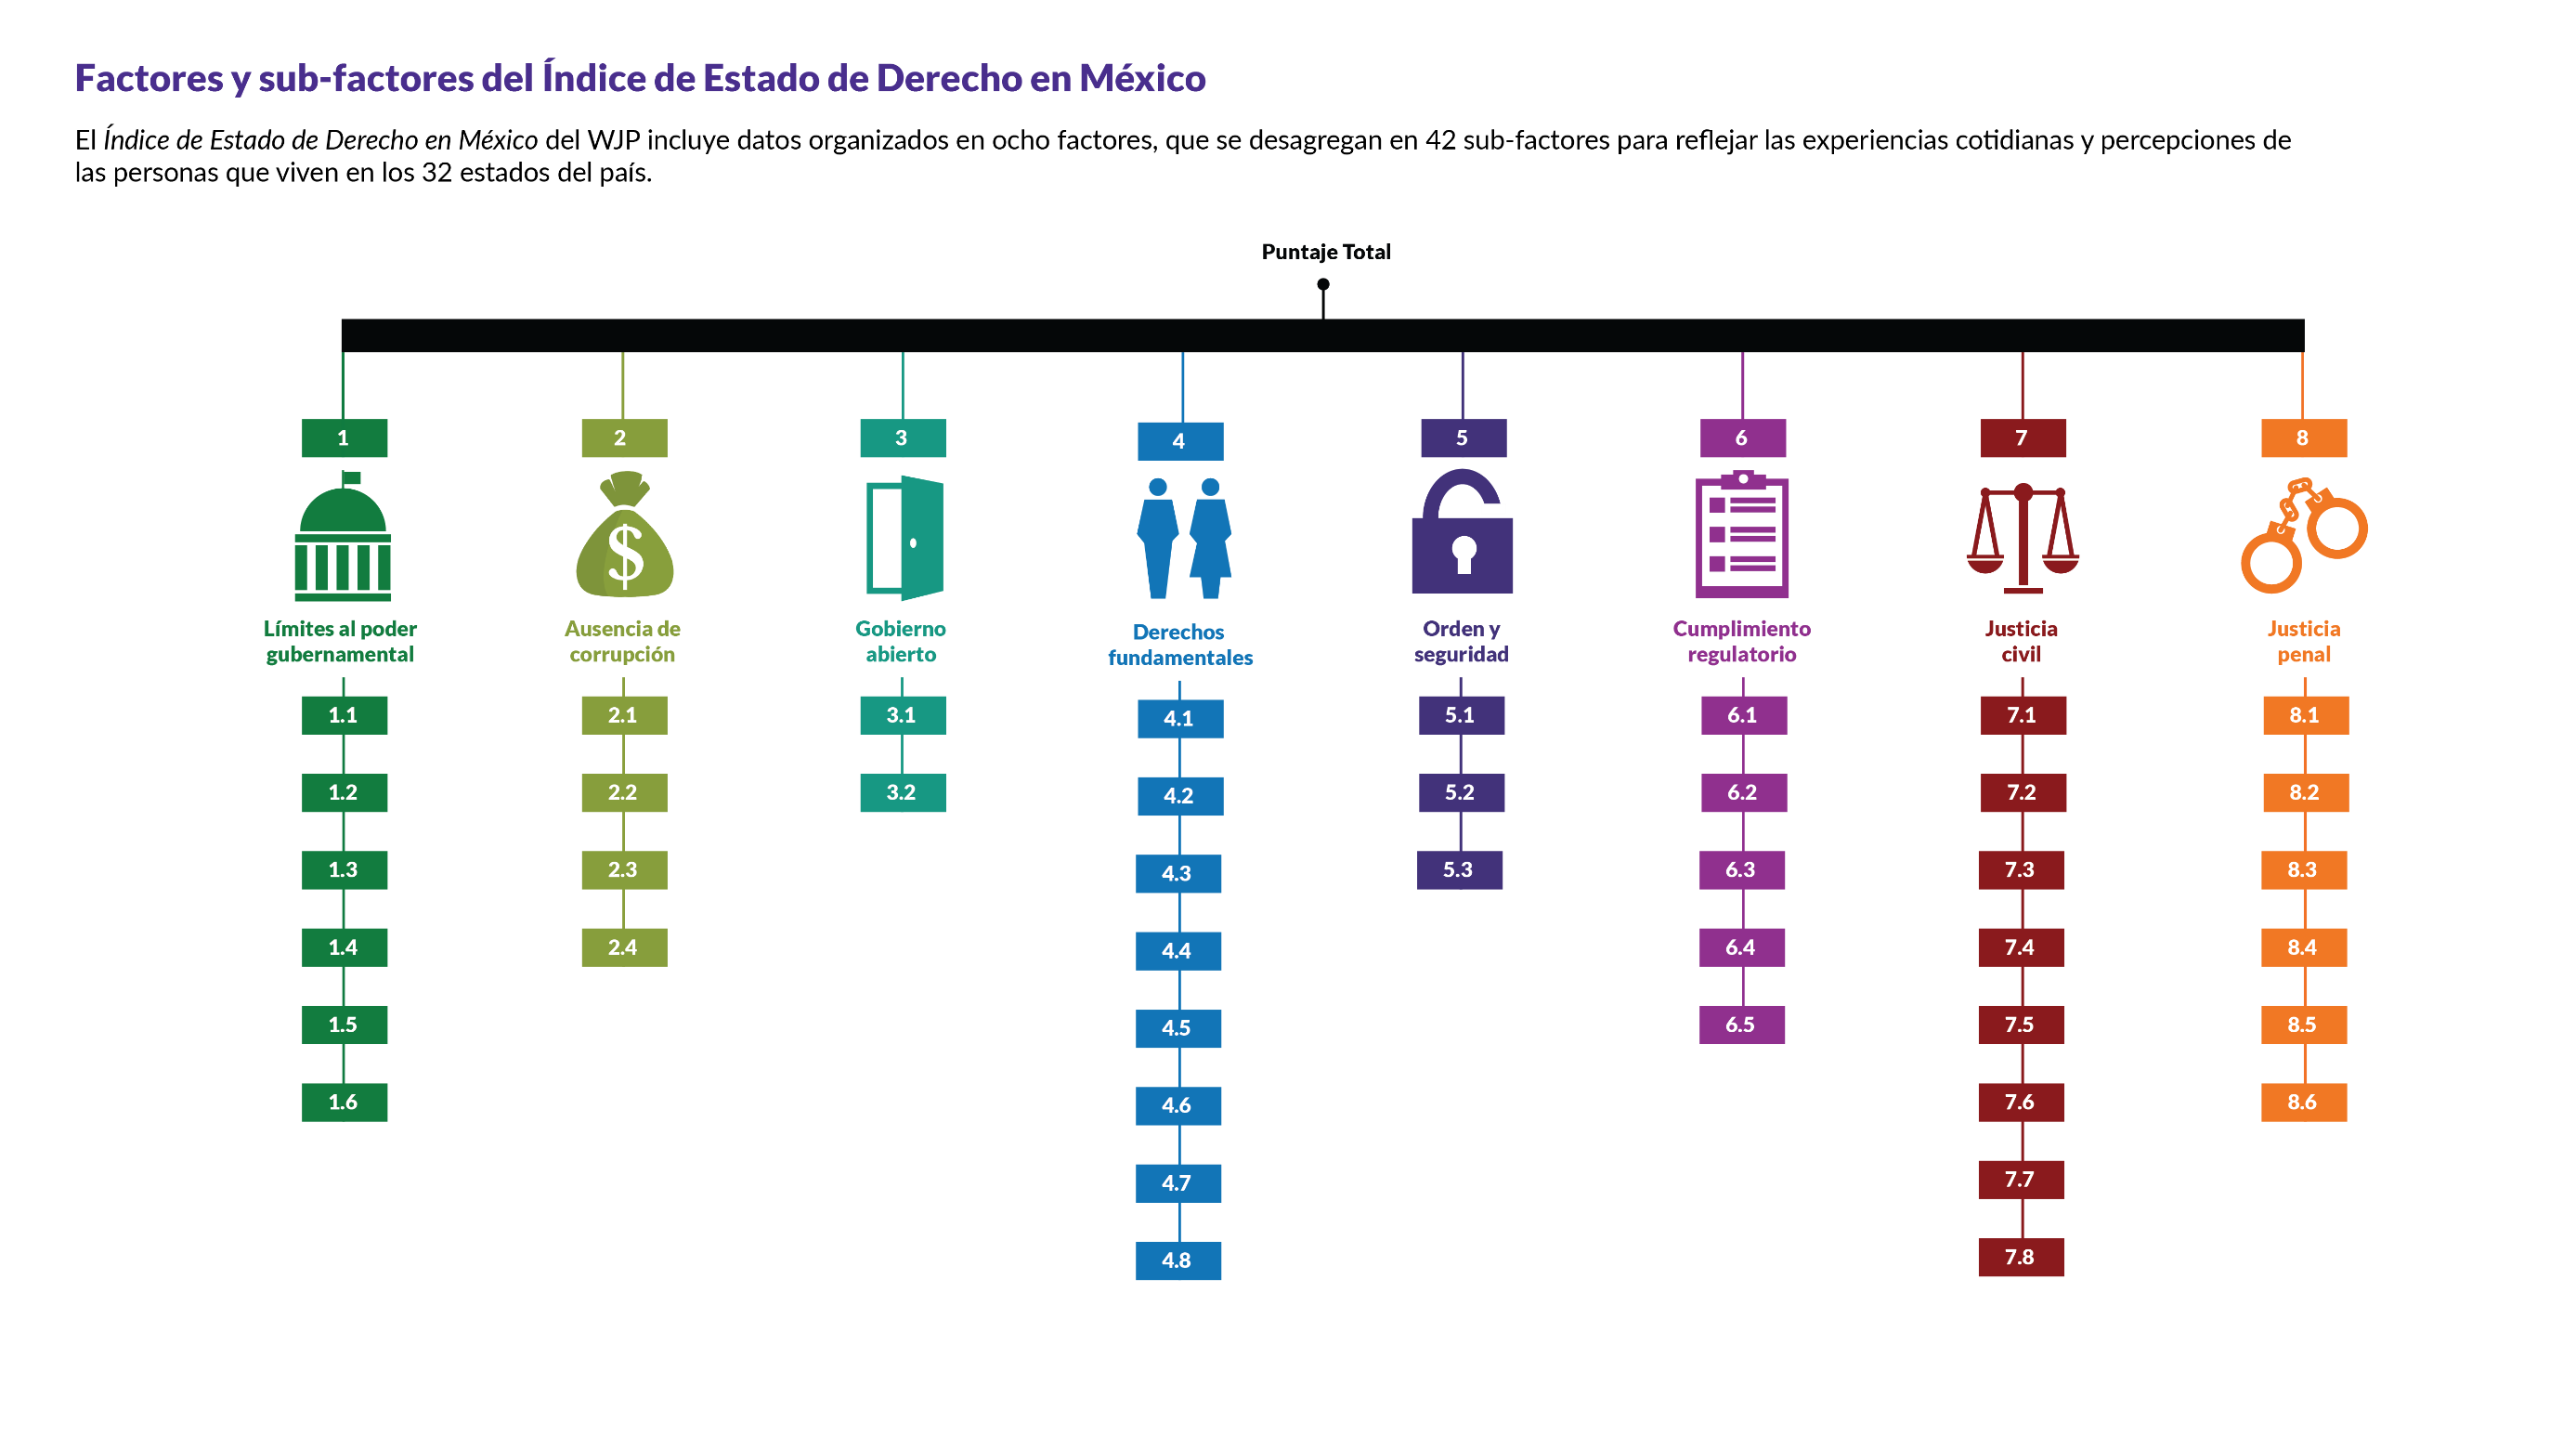 Factores y sub-factores del Índice de Estado de Derecho en México
El Índice de Estado de Derecho en México del WJP incluye datos organizados en ocho factores, que se desagregan en 42 sub-factores para reflejar las experiencias cotidianas y percepciones de
las personas que viven en los 32 estados del país.
Puntaje Total
1
Límites al poder
gubernamental
1.1
1.2
1.3
1.4
1.5
1.6
2
$
Ausencia de
corrupción
2.1
2.2
2.3
2.4
3
Gobierno
abierto
3.1
3.2
4
Derechos
fundamentales
4.1
4.2
4.3
4.4
4.5
4.6
4.7
4.8
5
Orden y
seguridad
5.1
5.2
5.3
6
Cumplimiento
regulatorio
6.1
6.2
6.3
6.4
6.5
7
Justicia
civil
7.1
7.2
7.3
7.4
7.5
7.6
7.7
7.8
8
Justicia
penal
8.1
8.2
8.3
8.4
8.5
8.6